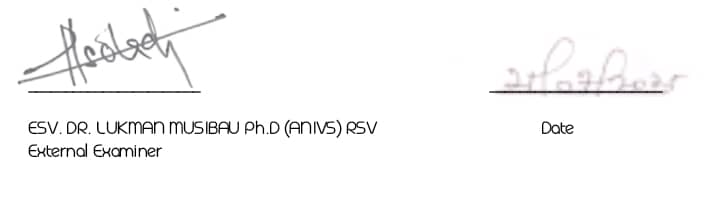 ESV. DR. LUKMAN MUSIBAU Ph.D (ANIVS) RSV
Date
External Examiner